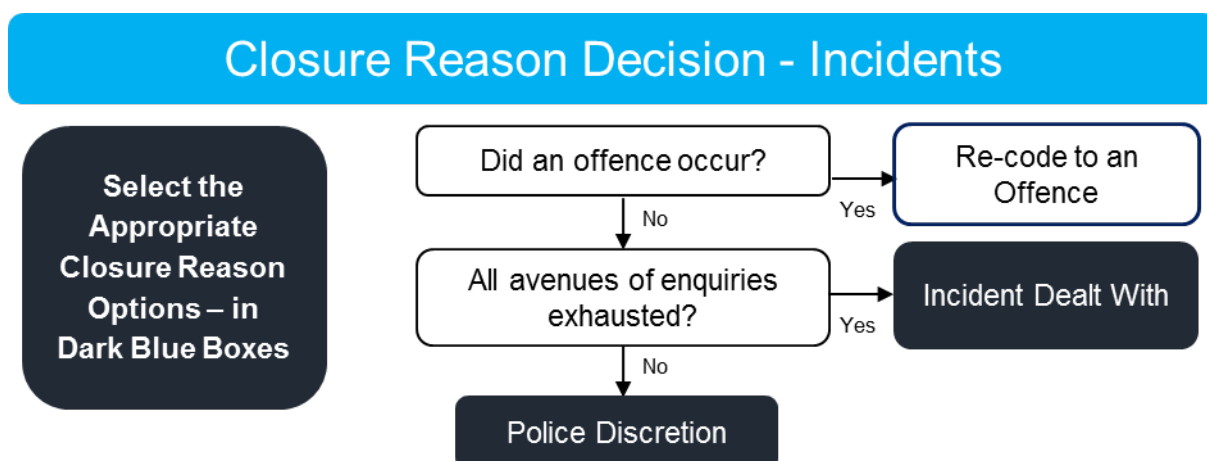 Closure Reason Decision - Incidents
Select the
Appropriate
Closure Reason
Options – in
Dark Blue Boxes
Did an offence occur?
Yes
Re-code to an
Offence
No
All avenues of enquiries
exhausted?
Yes
Incident Dealt With
No
Police Discretion